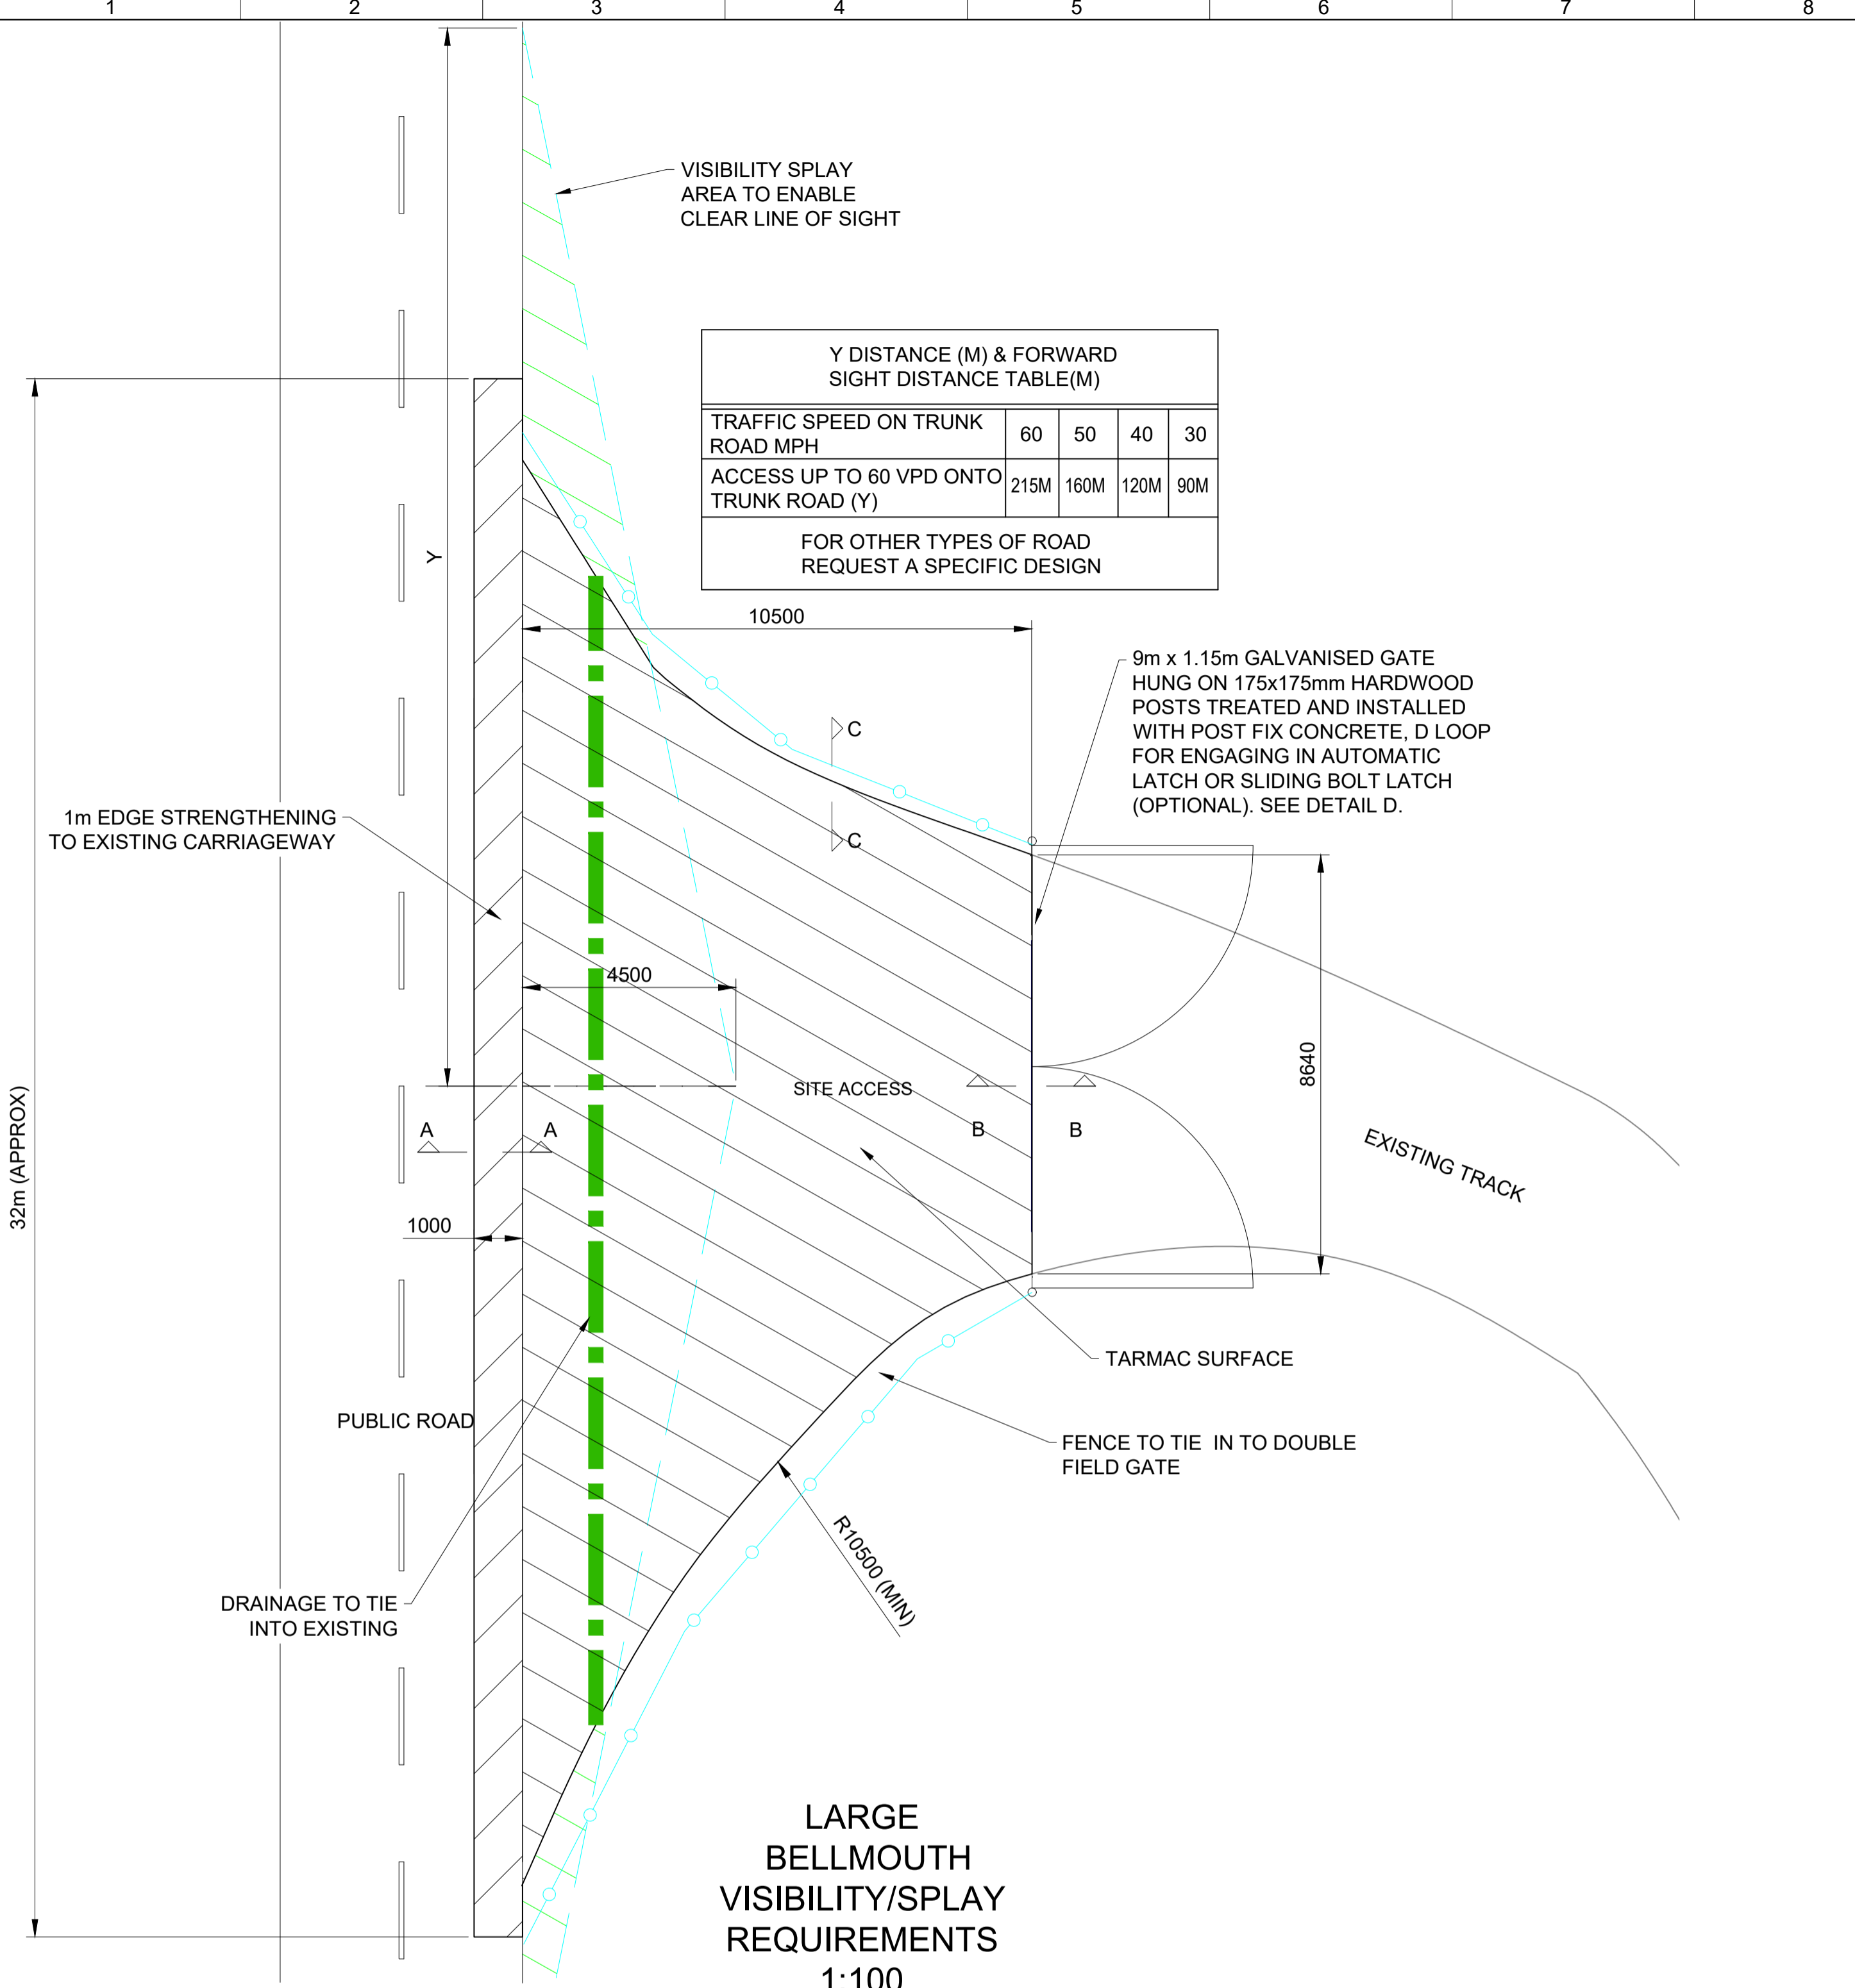 1 2 3 4 5 6 7 8
VISIBILITY SPLAY
AREA TO ENABLE
CLEAR LINE OF SIGHT
Y DISTANCE (M) & FORWARD
SIGHT DISTANCE TABLE(M)
TRAFFIC SPEED ON TRUNK
ROAD MPH
60 50 40 30
ACCESS UP TO 60 VPD ONTO
TRUNK ROAD (Y)
215M 160M 120M 90M
FOR OTHER TYPES OF ROAD
REQUEST A SPECIFIC DESIGN
Y
10500
9m x 1.15m GALVANISED GATE
HUNG ON 175x175mm HARDWOOD
POSTS TREATED AND INSTALLED
WITH POST FIX CONCRETE, D LOOP
FOR ENGAGING IN AUTOMATIC
LATCH OR SLIDING BOLT LATCH
(OPTIONAL). SEE DETAIL D.
C
C
1m EDGE STRENGTHENING
TO EXISTING CARRIAGEWAY
4500
8640
SITE ACCESS
A
A
B
B
EXISTING TRACK
32m (APPROX)
1000
TARMAC SURFACE
PUBLIC ROAD
FENCE TO TIE IN TO DOUBLE
FIELD GATE
R10500 (MIN)
DRAINAGE TO TIE
INTO EXISTING
LARGE
BELLMOUTH
VISIBILITY/SPLAY
REQUIREMENTS
1:100